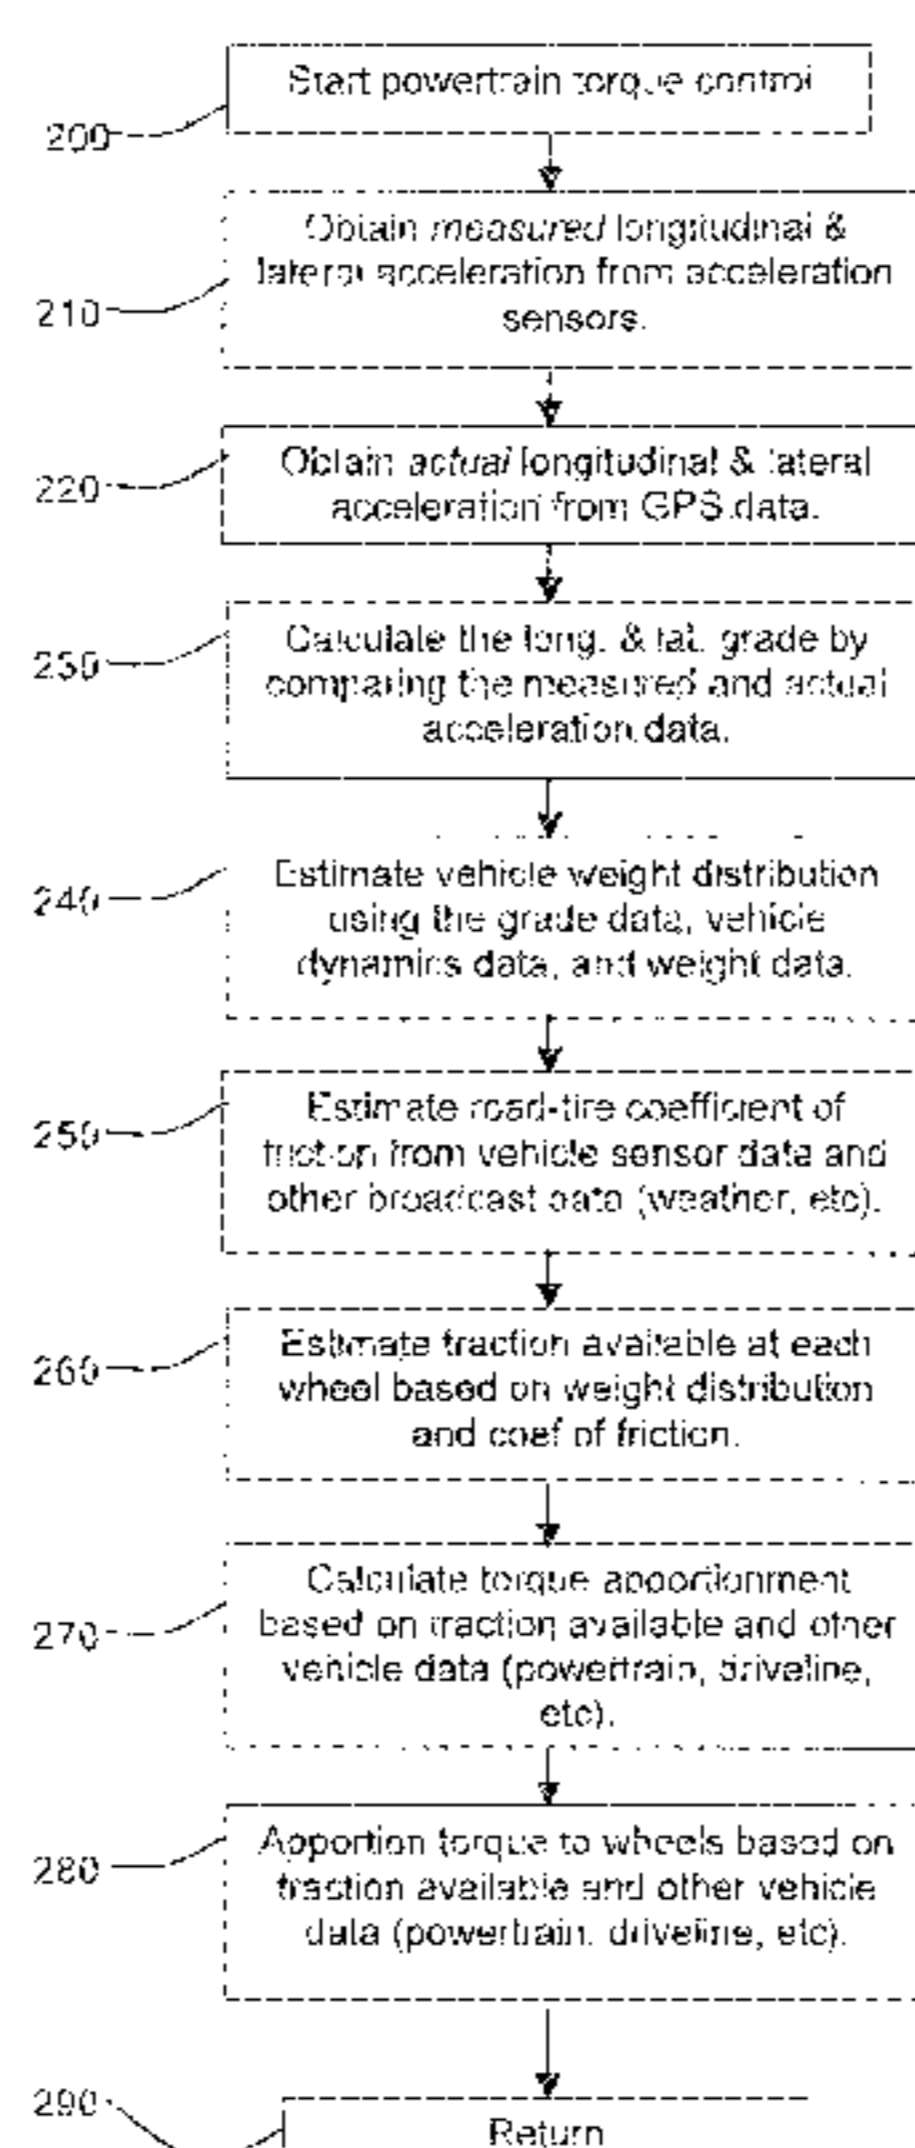 Start powertrain torque control
200
Obtain measured longitudinal &
lateral acceleration from acceleration
sensors.
210
Obtain actual longitudinal & lateral
acceleration from GPS data.
220
Calculate the long. & lat. grade by
comparing the measured and actual
acceleration data.
230
Estimate vehicle weight distribution
using the grade data, vehicle
dynamics data, and weight data.
240
Estimate road-tire coefficient of
friction from vehicle sensor data and
other broadcast data (weather, etc).
250
Estimate traction available at each
wheel based on weight distribution
and coef of friction.
260
Calculate torque apportionment
based on traction available and other
vehicle data (powertrain, driveline,
etc).
270
Apportion torque to wheels based on
traction available and other vehicle
data (powertrain, driveline, etc).
280
290
Return